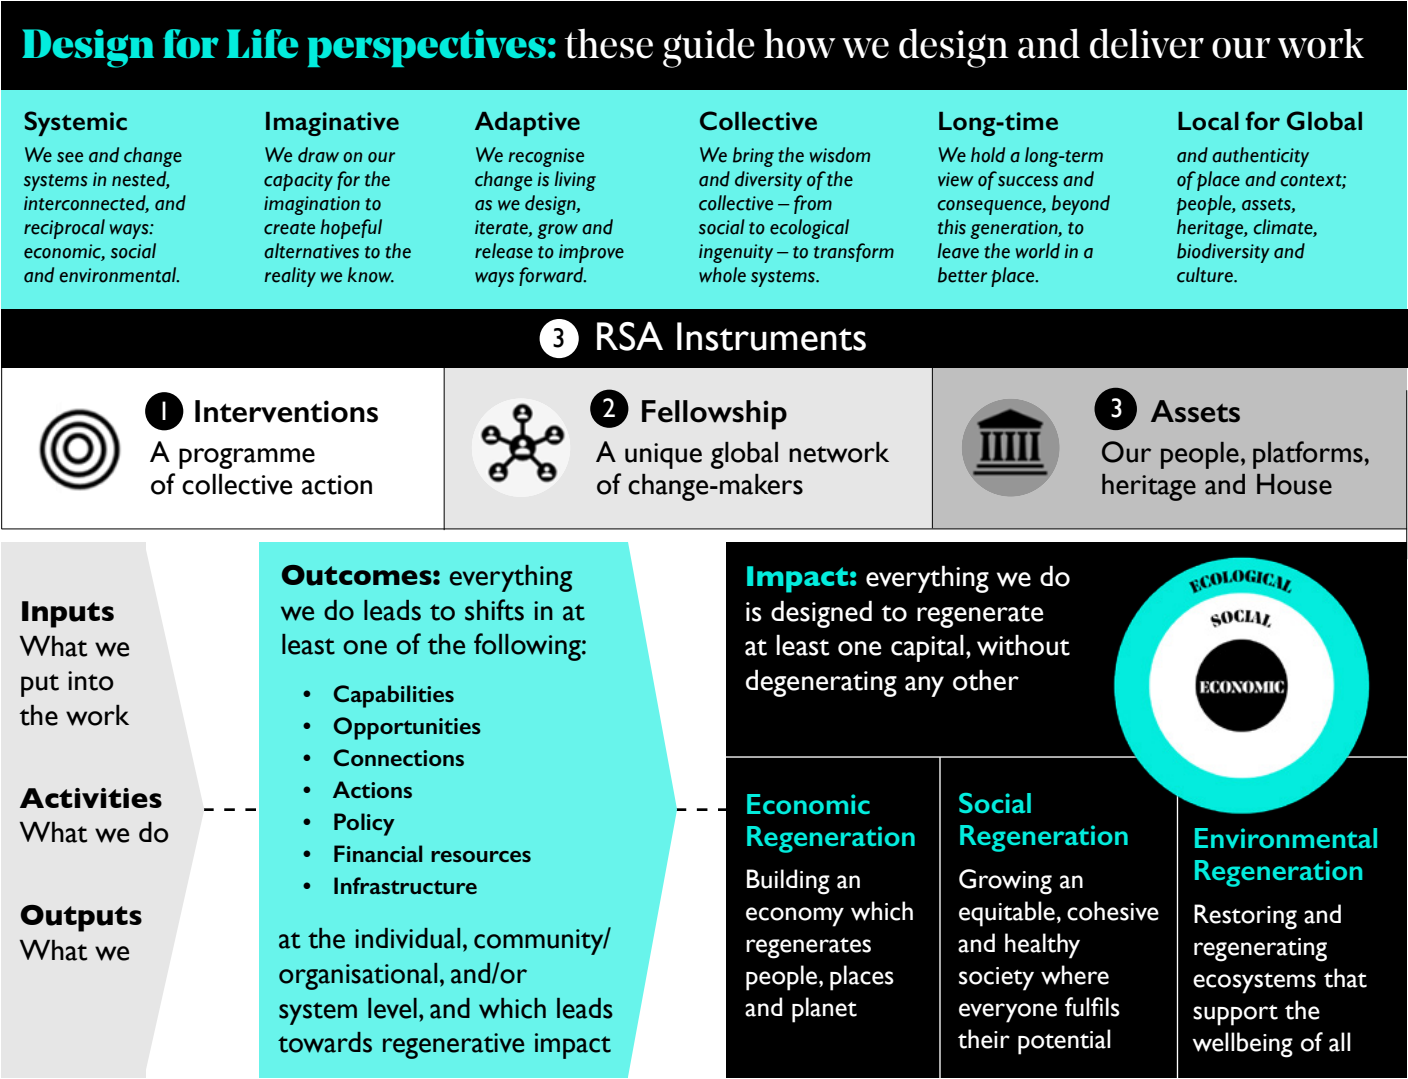 Design for Life perspectives: these guide how we design and deliver our work
Systemic
We see and change
systems in nested,
interconnected, and
reciprocal ways:
economic, social
and environmental.
Imaginative
We draw on our
capacity for the
imagination to
create hopeful
alternatives to the
reality we know.
Adaptive
We recognise
change is living
as we design,
iterate, grow and
release to improve
ways forward.
Collective
We bring the wisdom
and diversity of the
collective – from
social to ecological
ingenuity – to transform
whole systems.
Long-time
We hold a long-term
view of success and
consequence, beyond
this generation, to
leave the world in a
better place.
Local for Global
and authenticity
of place and context;
people, assets,
heritage, climate,
biodiversity and
culture.
3 RSA Instruments
1 Interventions
A programme
of collective action
2 Fellowship
A unique global network
of change-makers
3 Assets
Our people, platforms,
heritage and House
Inputs
What we
put into
the work
Activities
What we do
Outputs
What we
Outcomes: everything
we do leads to shifts in at
least one of the following:
• Capabilities
• Opportunities
• Connections
• Actions
• Policy
• Financial resources
• Infrastructure
at the individual, community/
organisational, and/or
system level, and which leads
towards regenerative impact
Impact: everything we do
is designed to regenerate
at least one capital, without
degenerating any other
ECOLOGICAL
SOCIAL
ECONOMIC
Economic
Regeneration
Building an
economy which
regenerates
people, places
and planet
Social
Regeneration
Growing an
equitable, cohesive
and healthy
society where
everyone fulfils
their potential
Environmental
Regeneration
Restoring and
regenerating
ecosystems that
support the
wellbeing of all